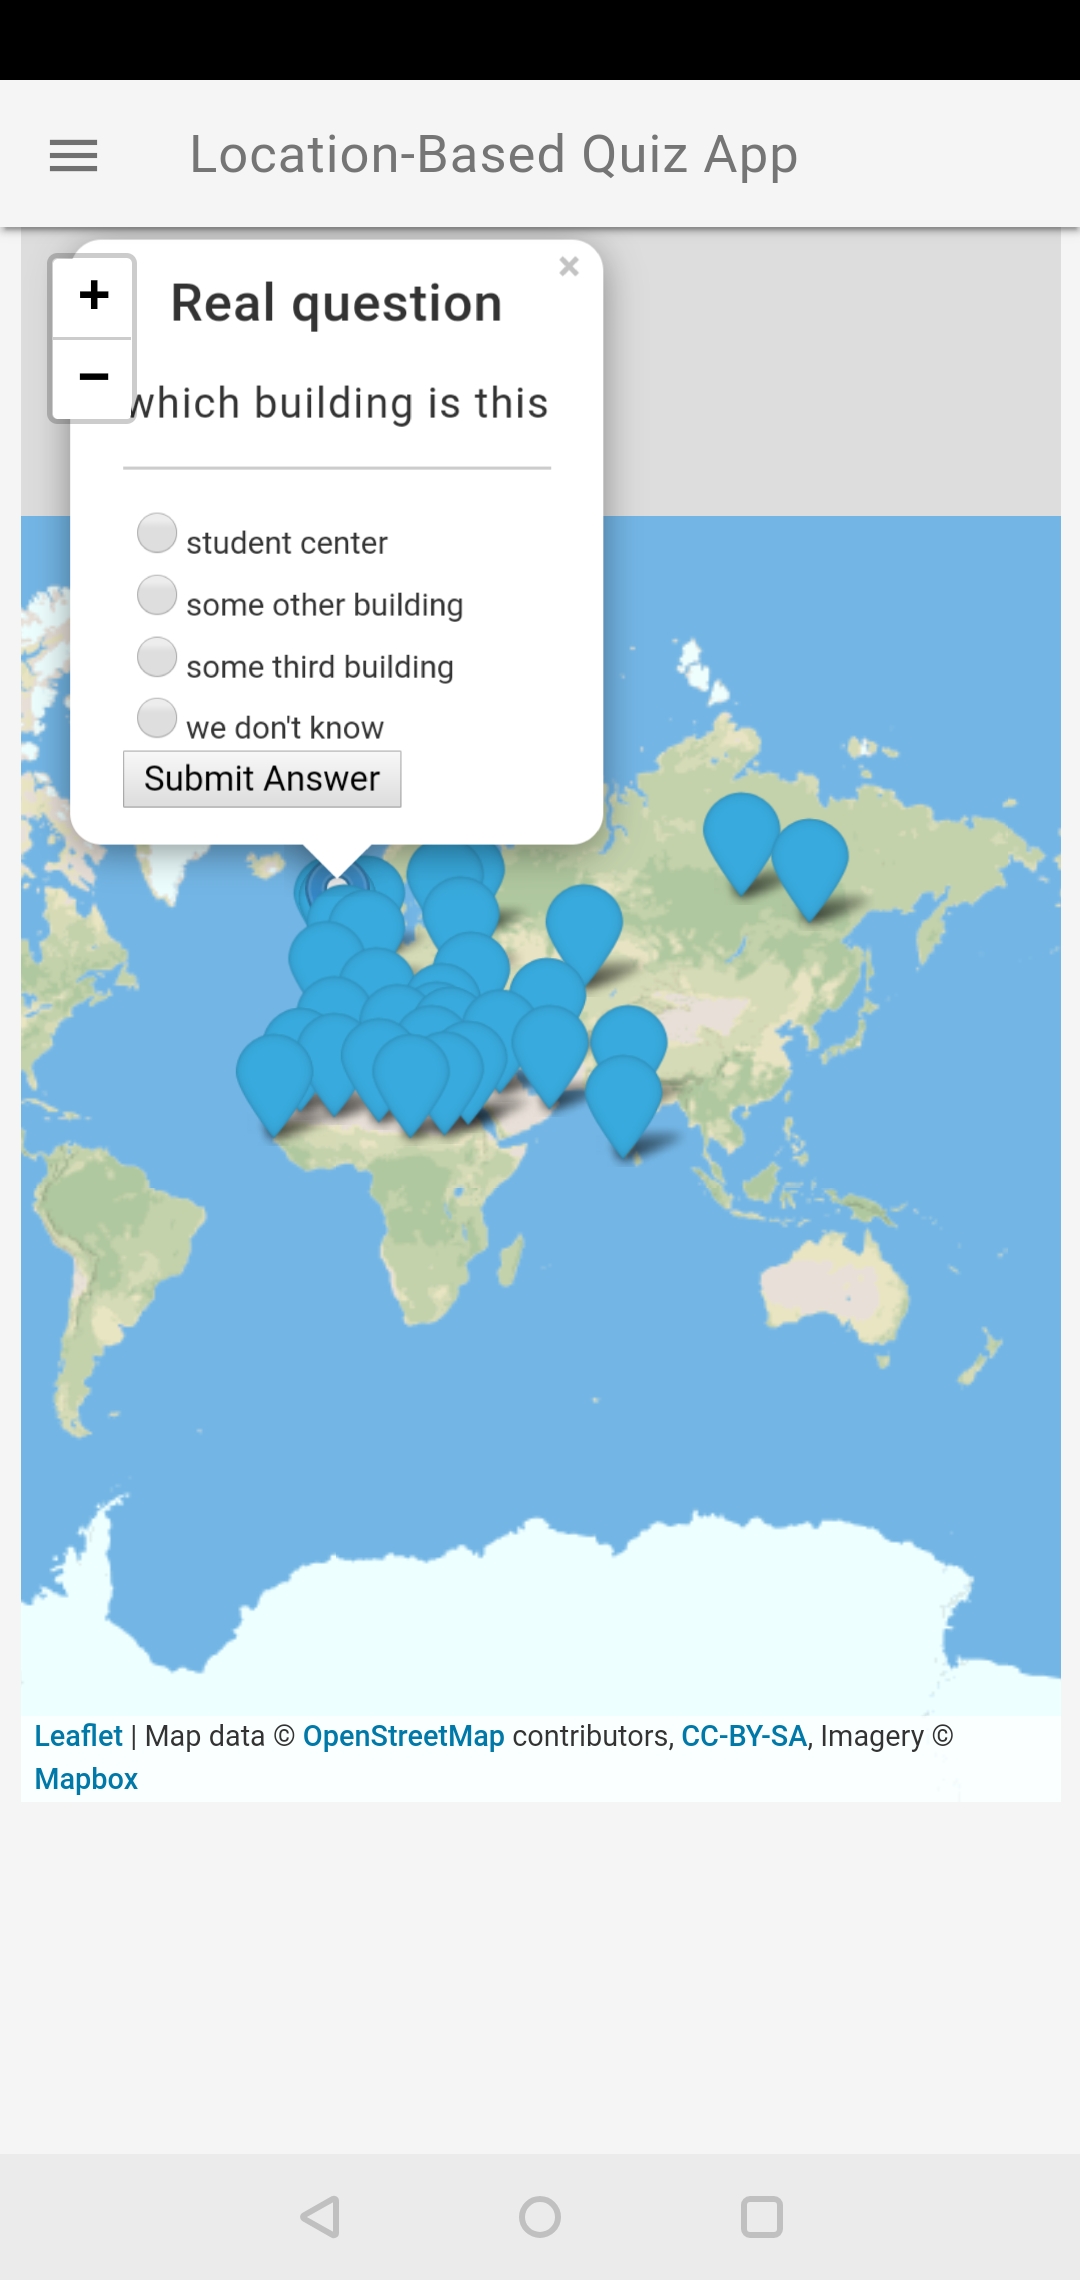 Location-Based Quiz App
+
×
Real question
−
which building is this
student center
some other building
some third building
we don't know
Submit Answer
Leaflet | Map data © OpenStreetMap contributors, CC-BY-SA, Imagery ©
Mapbox